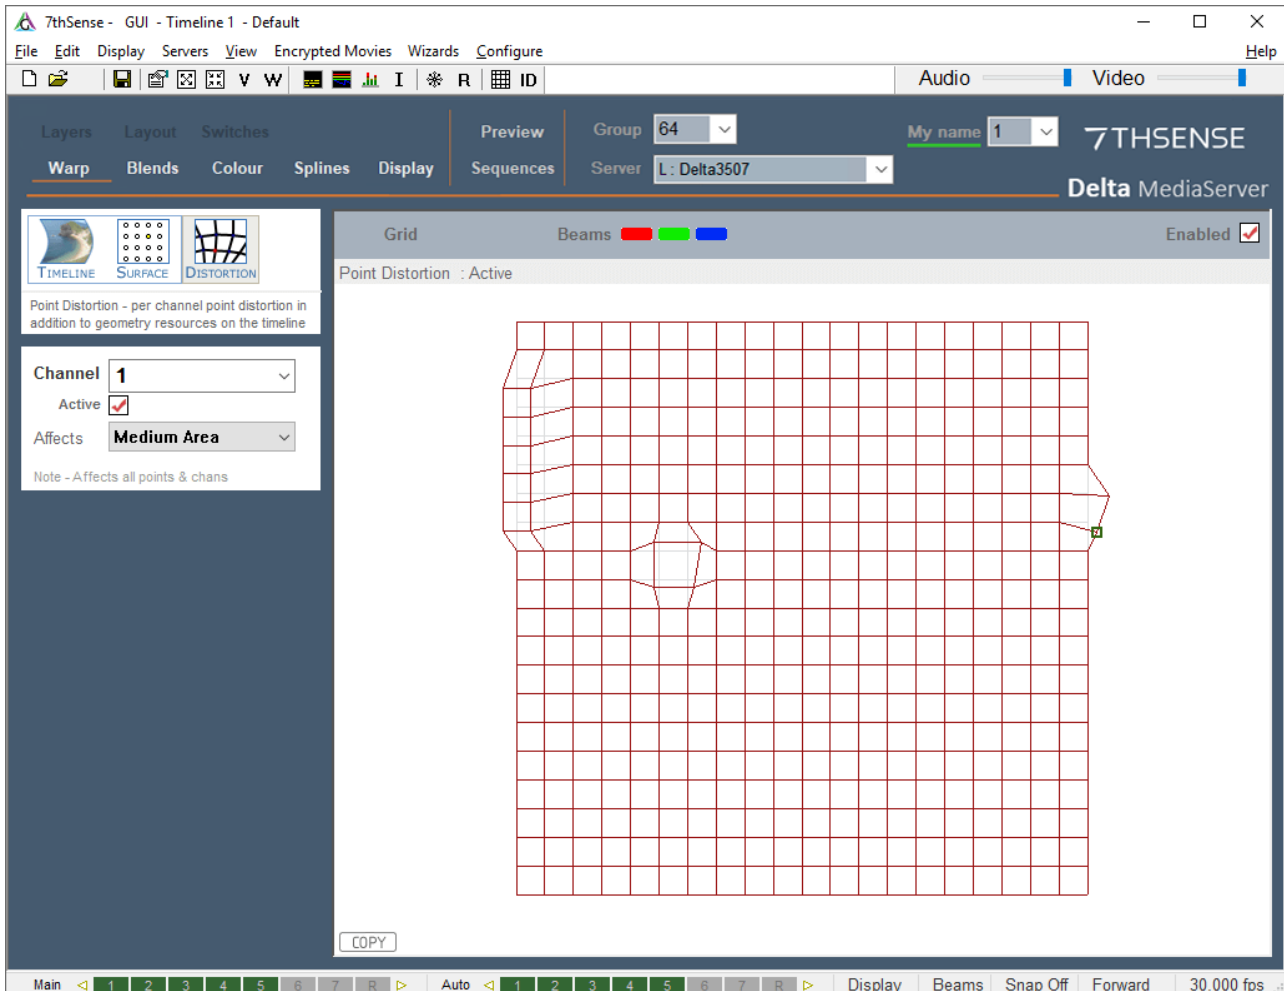 7thSense - GUI - Timeline 1 - Default
File Edit Display Servers View Encrypted Movies Wizards Configure Help
V W I R ID Audio Video
Layers Layout Switches Preview Group 64 My name 1 7THSENSE
Warp Blends Colour Splines Display Sequences Server L : Delta3507 Delta MediaServer
TIMELINE SURFACE DISTORTION
Point Distortion - per channel point distortion in
addition to geometry resources on the timeline
Grid Beams Enabled
Point Distortion : Active
Channel 1
Active
Affects Medium Area
Note - Affects all points & chans
COPY
Main 1 2 3 4 5 6 7 R Auto 1 2 3 4 5 6 7 R Display Beams Snap Off Forward 30.000 fps